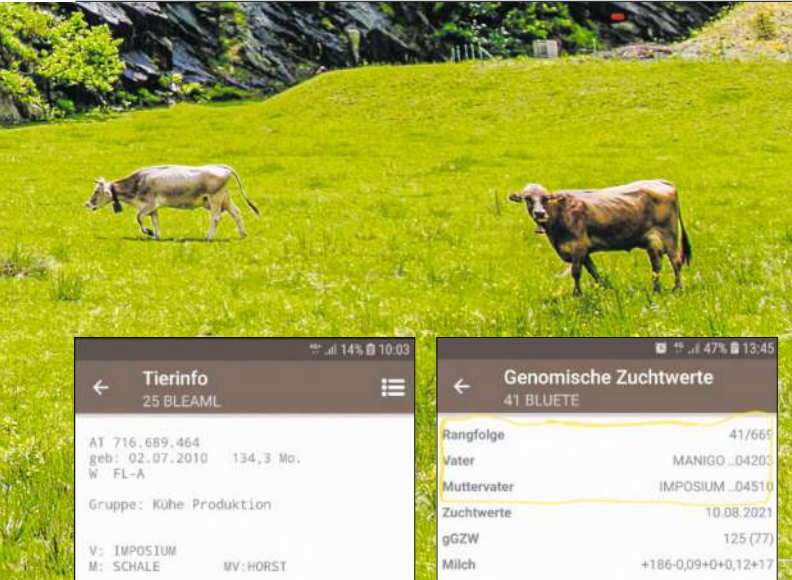 14% 10:03
Tierinfo
25 BLEAML
AT 716.689.464
geb: 02.07.2010 134,3 Mo.
W FL-A
Gruppe: Kühe Produktion
V: IMPOSIUM
M: SCHALE MV:HORST
47% 13:45
Genomische Zuchtwerte
41 BLUETE
Rangfolge 41/669
Vater MANIGO ..04203
Muttervater IMPOSIUM ..04510
Zuchtwerte 10.08.2021
gGZW 125 (77)
Milch +186-0,09+0+0,12+17